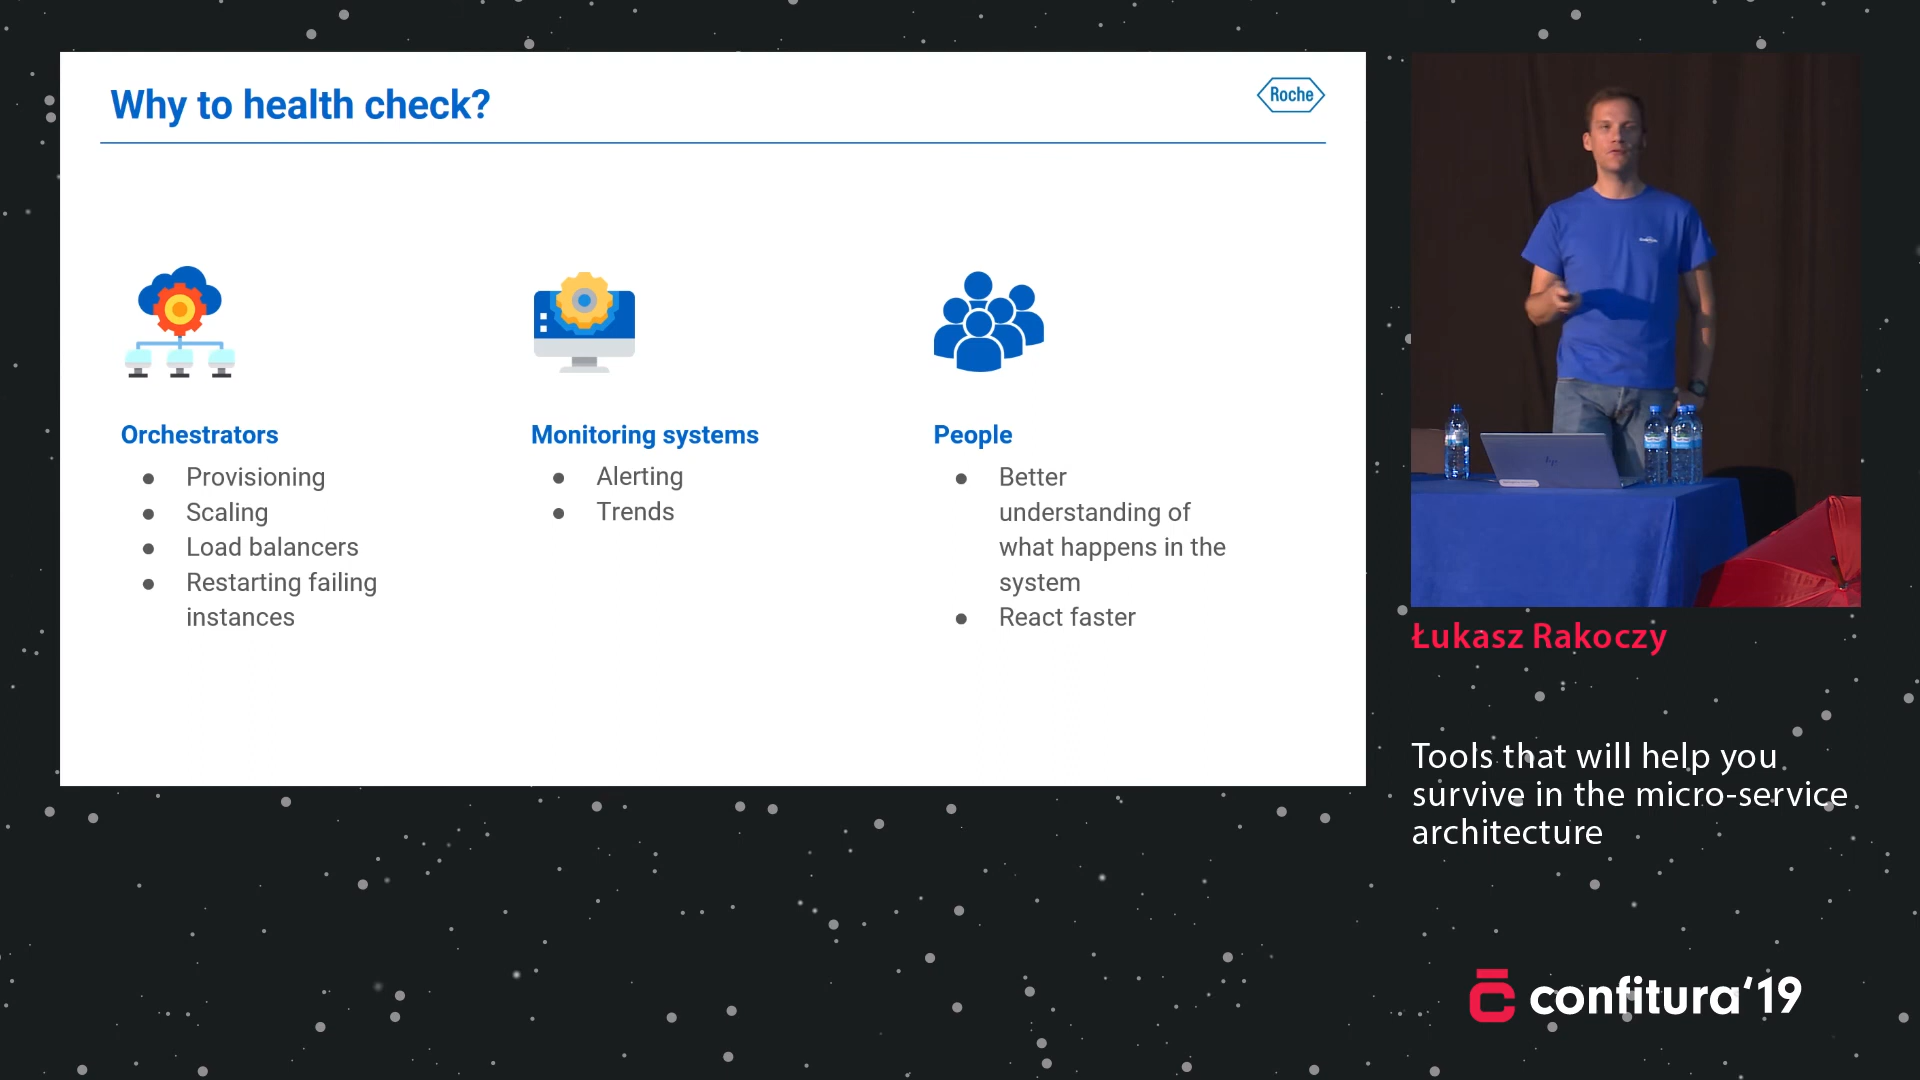 Why to health check?
Roche
Orchestrators
● Provisioning
● Scaling
● Load balancers
● Restarting failing
instances
Monitoring systems
● Alerting
● Trends
People
● Better
understanding of
what happens in the
system
● React faster
hp
Łukasz Rakoczy
Tools that will help you
survive in the micro-service
architecture
confitura‘19